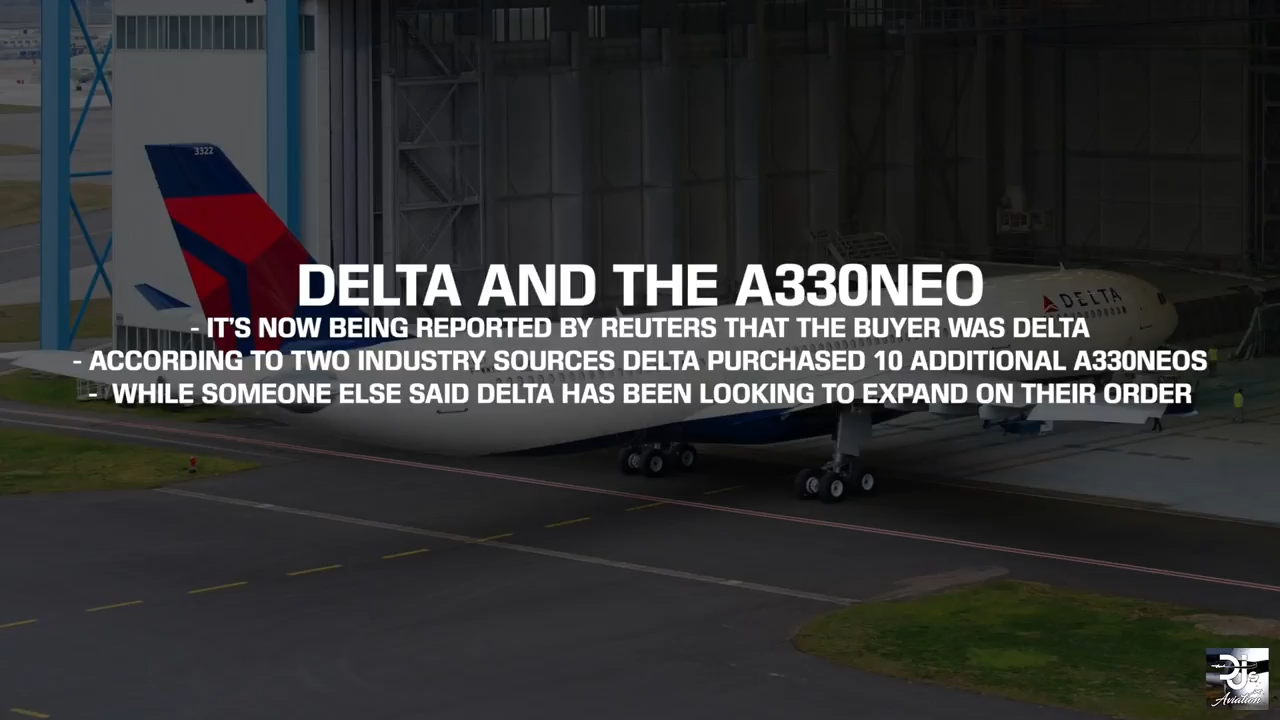 3322
DELTA AND THE A330NEO
- IT'S NOW BEING REPORTED BY REUTERS THAT THE BUYER WAS DELTA
- ACCORDING TO TWO INDUSTRY SOURCES DELTA PURCHASED 10 ADDITIONAL A330NEOS
- WHILE SOMEONE ELSE SAID DELTA HAS BEEN LOOKING TO EXPAND ON THEIR ORDER
DELTA
DJ's
Aviation